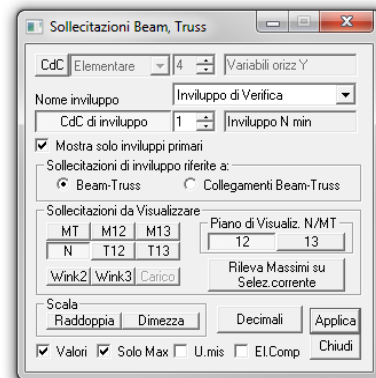 Sollecitazioni Beam, Truss
CdC Elementare 4 Variabili orizz Y
Nome inviluppo Inviluppo di Verifica
CdC di inviluppo 1 Inviluppo N min
Mostra solo inviluppi primari
Sollecitazioni di inviluppo riferite a:
Beam-Truss Collegamenti Beam-Truss
Sollecitazioni da Visualizzare
Piano di Visualiz. N/MT
MT M12 M13
12 13
N T12 T13
Wink2 Wink3 Carico
Rileva Massimi su
Selez.corrente
Scala
Raddoppia Dimezza
Decimali Applica
Valori Solo Max U.mis El.Comp Chiudi